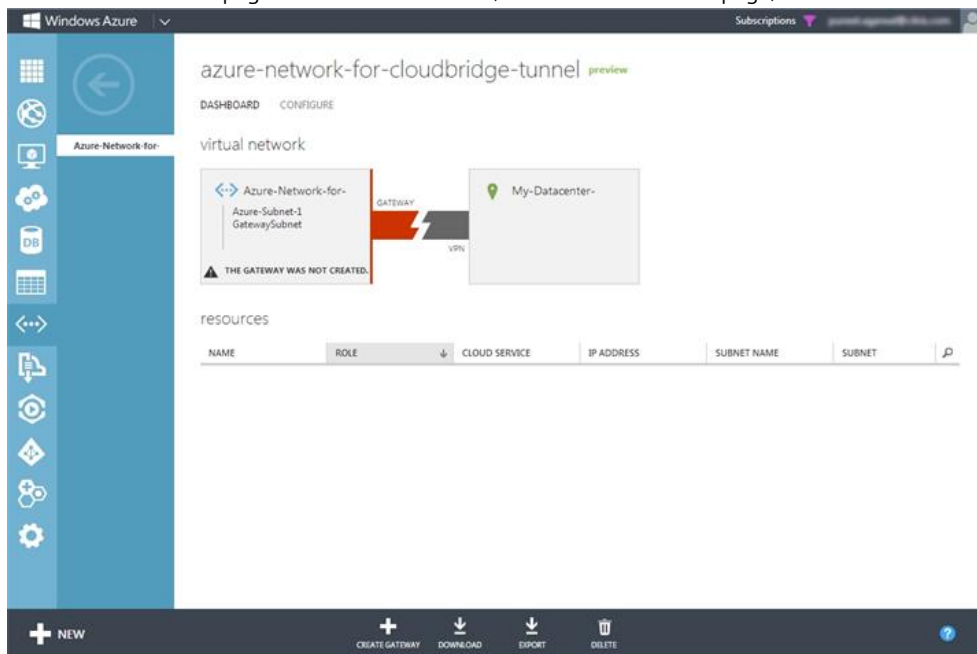 Windows Azure
Subscriptions
azure-network-for-cloudbridge-tunnel preview
DASHBOARD CONFIGURE
Azure-Network-for-
virtual network
Azure-Network-for-
Azure-Subnet-1
GatewaySubnet
THE GATEWAY WAS NOT CREATED.
GATEWAY
VPN
My-Datacenter-
DB
resources
NAME ROLE CLOUD SERVICE IP ADDRESS SUBNET NAME SUBNET
NEW
CREATE GATEWAY DOWNLOAD EXPORT DELETE
?